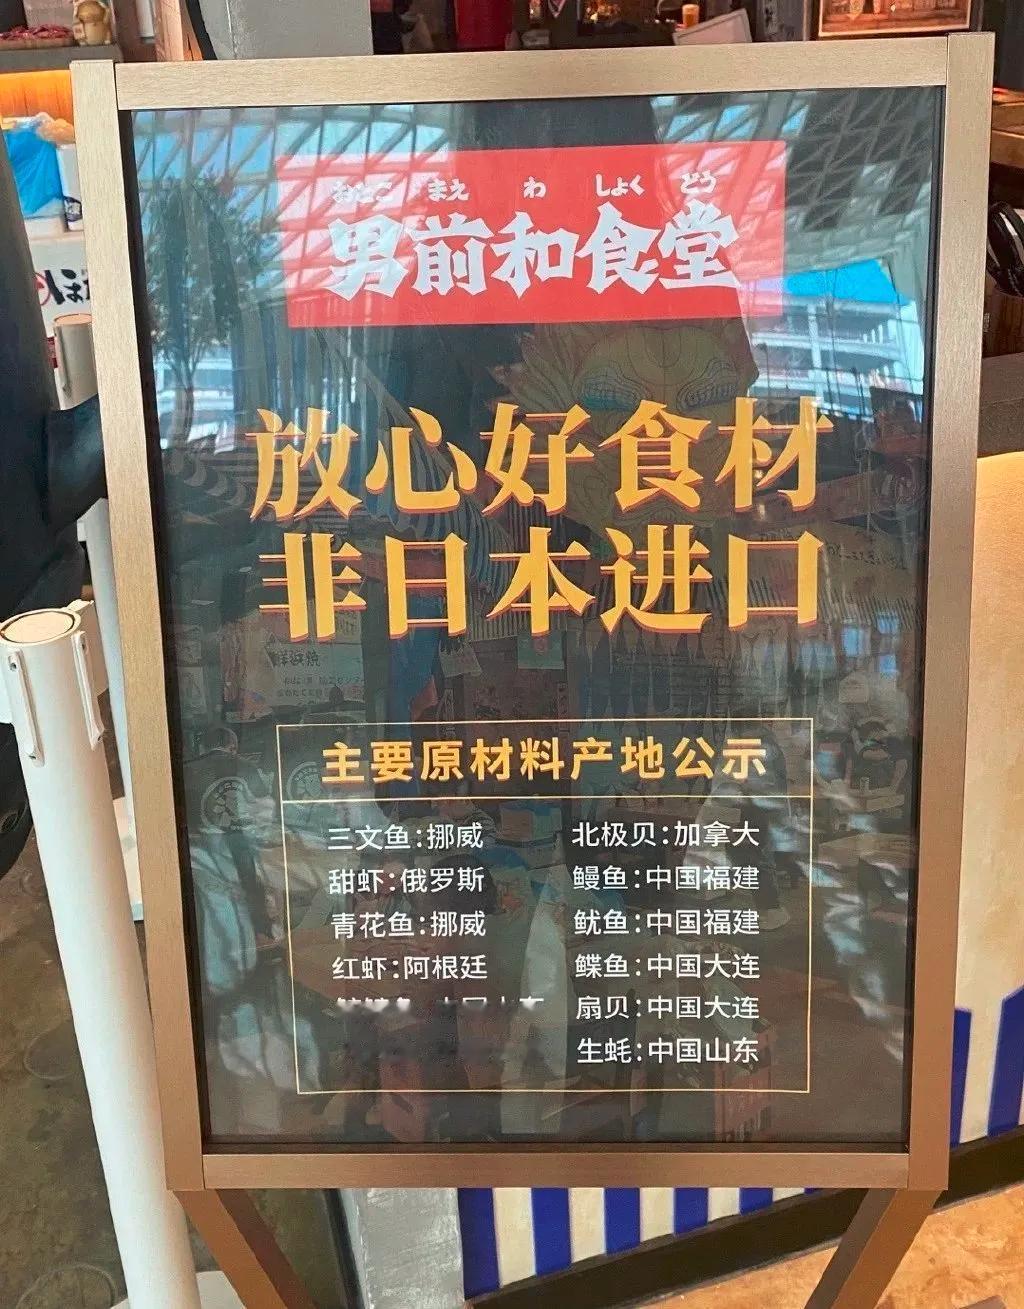 おとこ まえ わ しょく どう
男前和食堂
放心好食材
非日本进口
主要原材料产地公示
三文鱼:挪威
甜虾:俄罗斯
青花鱼:挪威
红虾:阿根廷
北极贝:加拿大
鳗鱼:中国福建
鱿鱼:中国福建
鲽鱼:中国大连
扇贝:中国大连
生蚝:中国山东